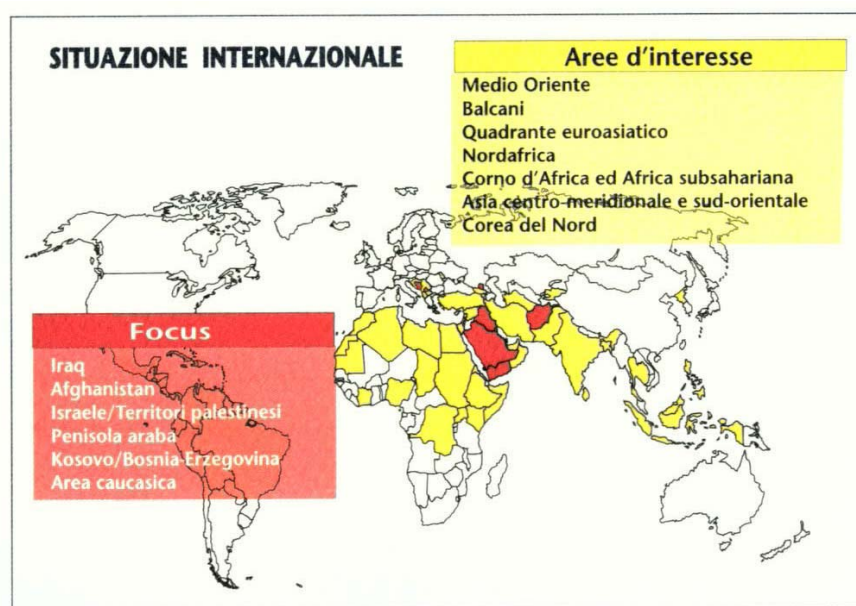 SITUAZIONE INTERNAZIONALE
Aree d'interesse
Medio Oriente
Balcani
Quadrante euroasiatico
Nordafrica
Corno d'Africa ed Africa subsahariana
Asia centro-meridionale e sud-orientale
Corea del Nord
Focus
Iraq
Afghanistan
Israele/Territori palestinesi
Penisola araba
Kosovo/Bosnia-Erzegovina
Area caucasica